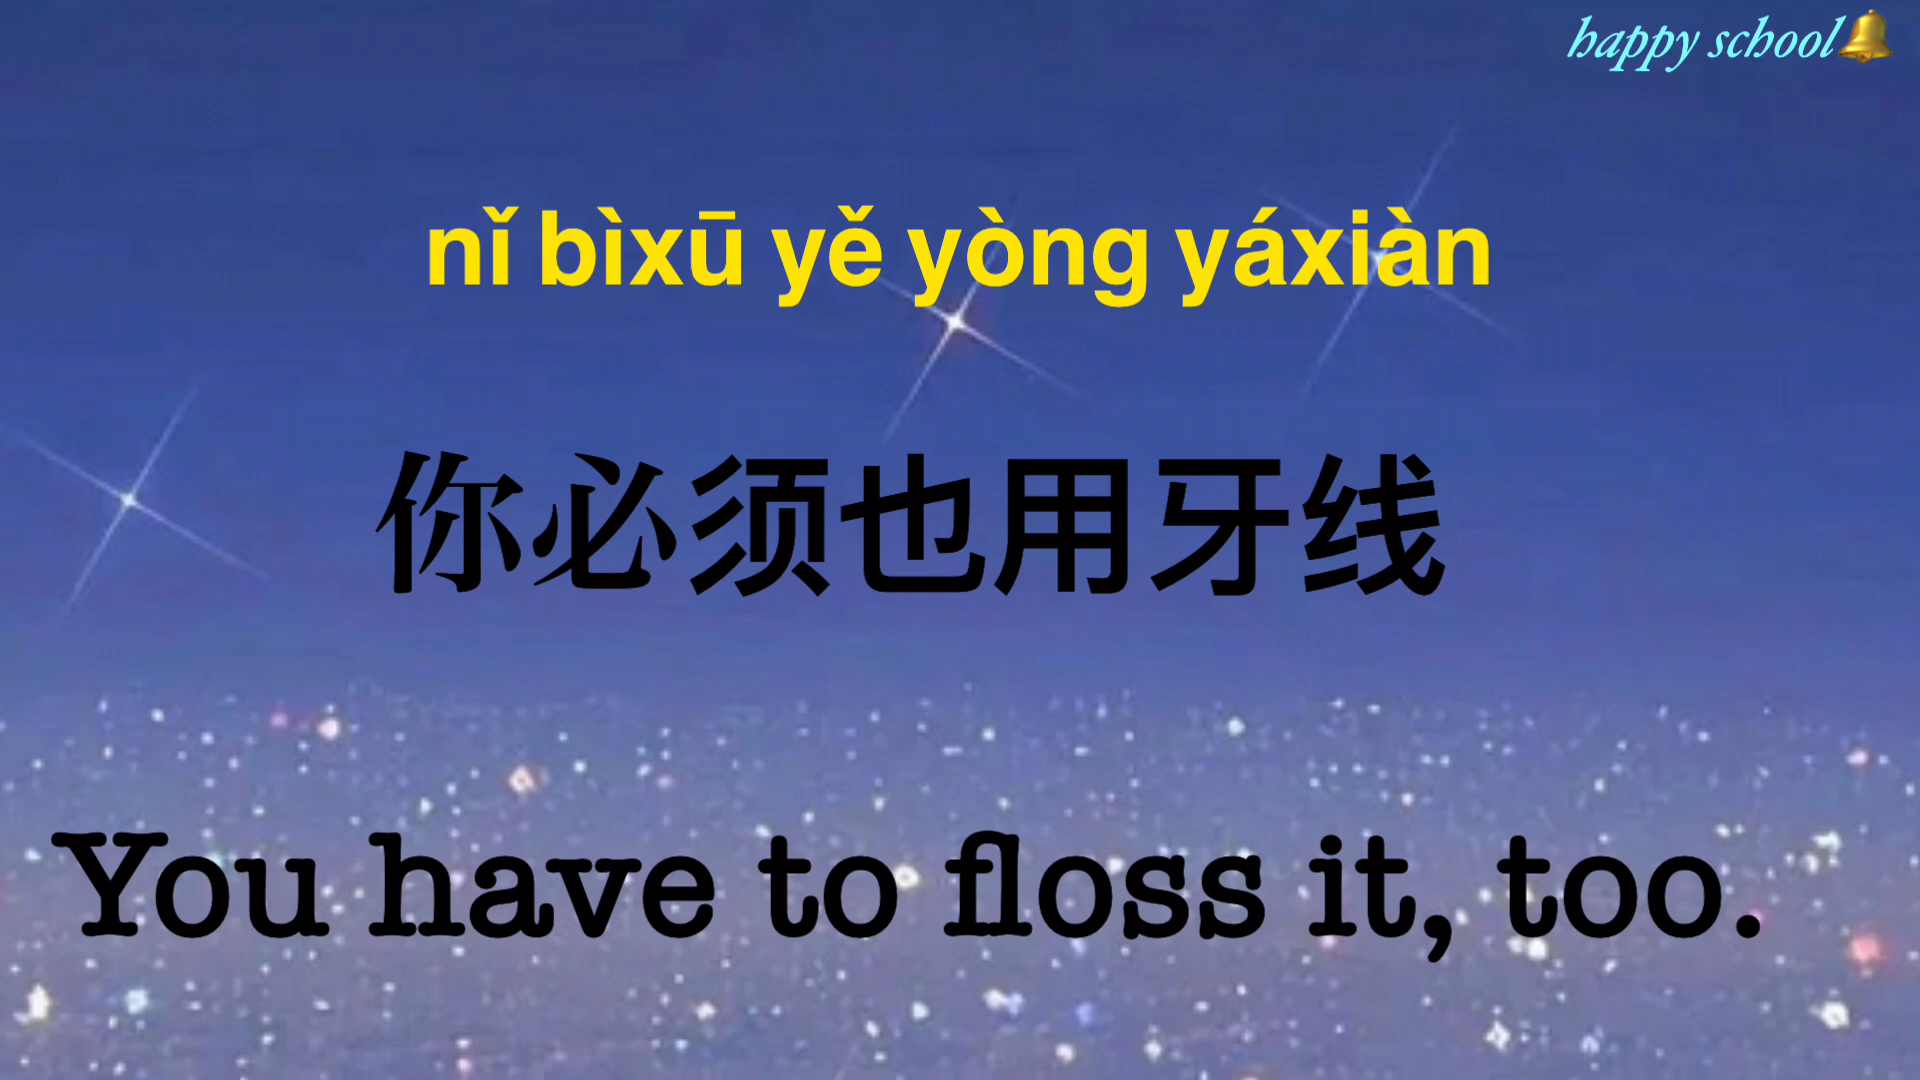 happy school🔔
nǐ bìxū yě yòng yáxiàn
你必须也用牙线
You have to floss it, too.